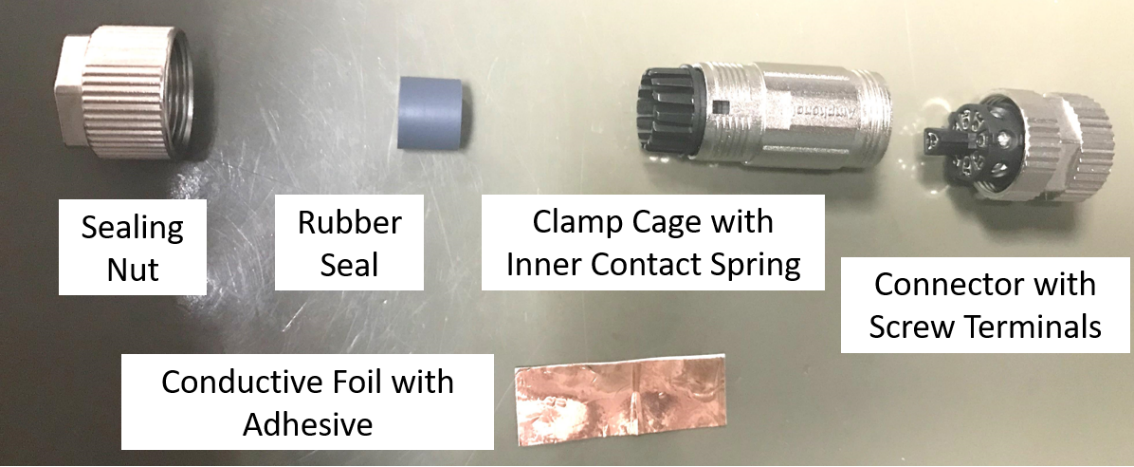 Sealing
Nut
Rubber
Seal
Clamp Cage with
Inner Contact Spring
Connector with
Screw Terminals
Conductive Foil with
Adhesive